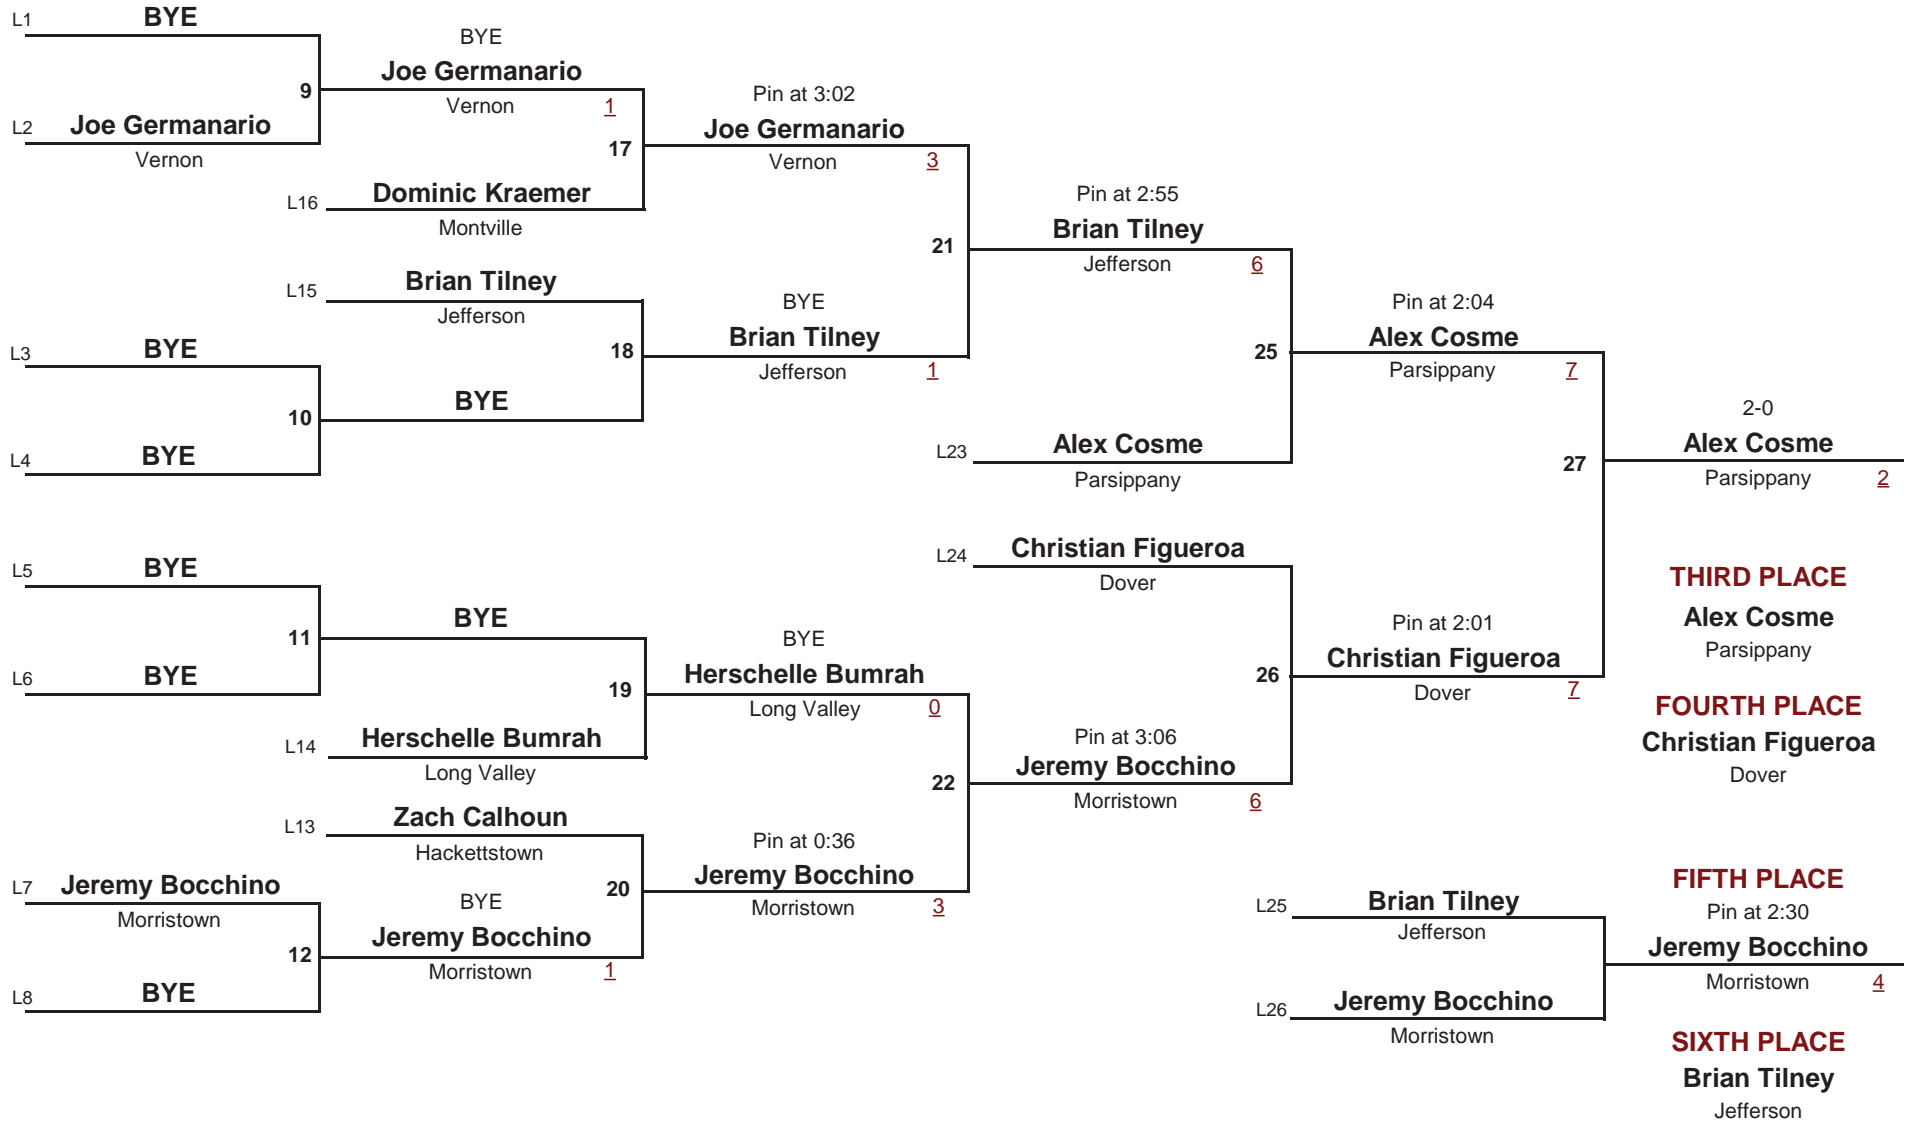 L1 BYE
9
L2 Joe Germanario
Vernon
BYE
Joe Germanario
Vernon 1
17
L16 Dominic Kraemer
Montville
Pin at 3:02
Joe Germanario
Vernon 3
L15 Brian Tilney
Jefferson
L3 BYE
10
L4 BYE
18
BYE
BYE
Brian Tilney
Jefferson 1
21
Pin at 2:55
Brian Tilney
Jefferson 6
25
L23 Alex Cosme
Parsippany
Pin at 2:04
Alex Cosme
Parsippany 7
27
2-0
Alex Cosme
Parsippany 2
L5 BYE
11
L6 BYE
BYE
19
L14 Herschelle Bumrah
Long Valley
BYE
Herschelle Bumrah
Long Valley 0
22
L13 Zach Calhoun
Hackettstown
20
L7 Jeremy Bocchino
Morristown
12
L8 BYE
BYE
Jeremy Bocchino
Morristown 1
Pin at 0:36
Jeremy Bocchino
Morristown 3
L24 Christian Figueroa
Dover
26
Pin at 3:06
Jeremy Bocchino
Morristown 6
Pin at 2:01
Christian Figueroa
Dover 7
THIRD PLACE
Alex Cosme
Parsippany
FOURTH PLACE
Christian Figueroa
Dover
L25 Brian Tilney
Jefferson
L26 Jeremy Bocchino
Morristown
FIFTH PLACE
Pin at 2:30
Jeremy Bocchino
Morristown 4
SIXTH PLACE
Brian Tilney
Jefferson